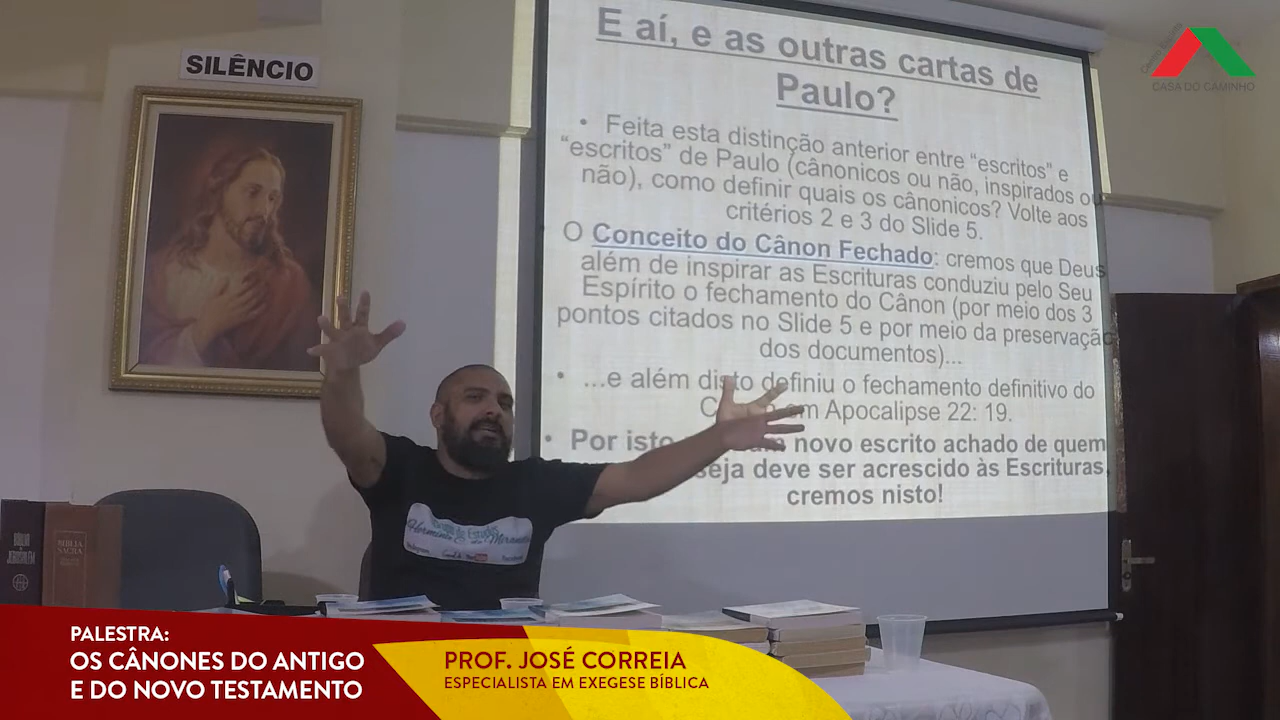 SILÊNCIO
E aí, e as outras cartas de
Paulo?
• Feita esta distinção anterior entre “escritos” e
“escritos” de Paulo (cânonicos ou não, inspirados ou
não), como definir quais os cânonicos? Volte aos
critérios 2 e 3 do Slide 5.
O Conceito do Cânon Fechado: cremos que Deus
além de inspirar as Escrituras conduziu pelo Seu
Espírito o fechamento do Cânon (por meio dos 3
pontos citados no Slide 5 e por meio da preservação
dos documentos)...
• ...e além disto definiu o fechamento definitivo do
em Apocalipse 22: 19.
• Por isto novo escrito achado de quem
seja deve ser acrescido às Escrituras,
cremos nisto!
CASA DO CAMINHO
BÍBLIA
JERUSALÉM
BÍBLIA
SACRA
Herminio Miranda
PALESTRA:
OS CÂNONES DO ANTIGO
E DO NOVO TESTAMENTO
PROF. JOSÉ CORREIA
ESPECIALISTA EM EXEGESE BÍBLICA